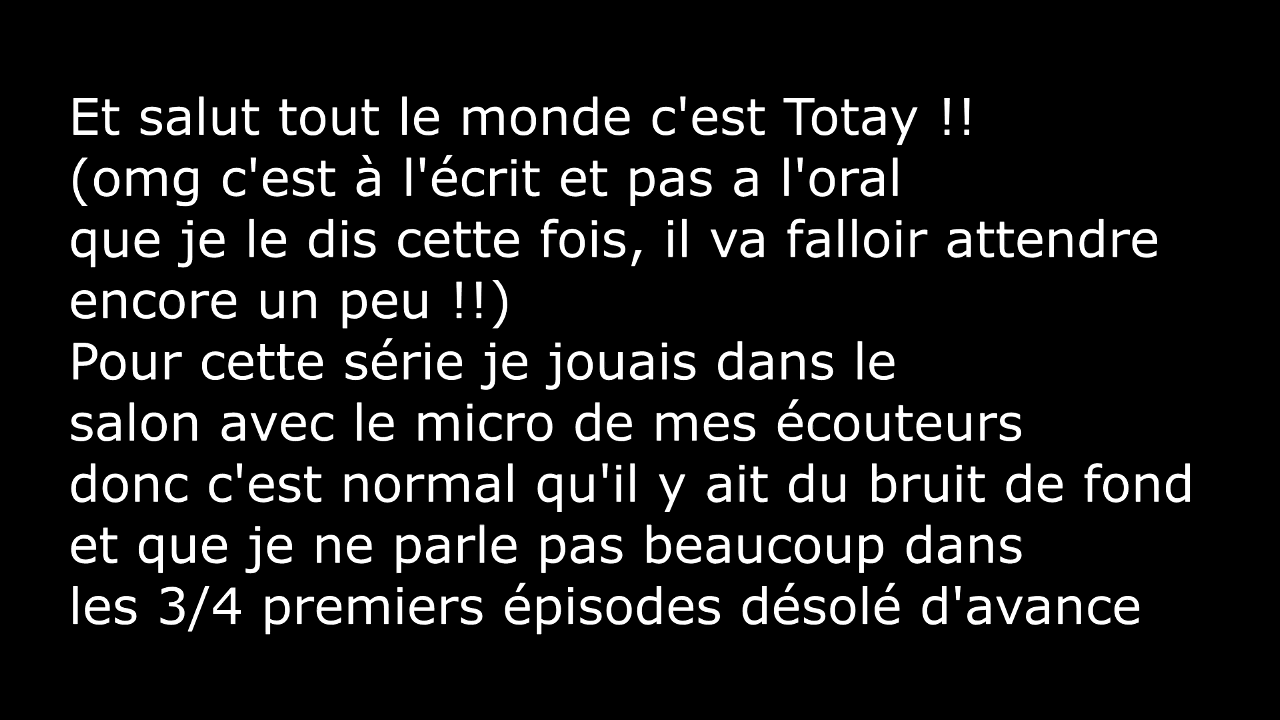 Et salut tout le monde c'est Totay !!
(omg c'est à l'écrit et pas a l'oral
que je le dis cette fois, il va falloir attendre
encore un peu !!)
Pour cette série je jouais dans le
salon avec le micro de mes écouteurs
donc c'est normal qu'il y ait du bruit de fond
et que je ne parle pas beaucoup dans
les 3/4 premiers épisodes désolé d'avance